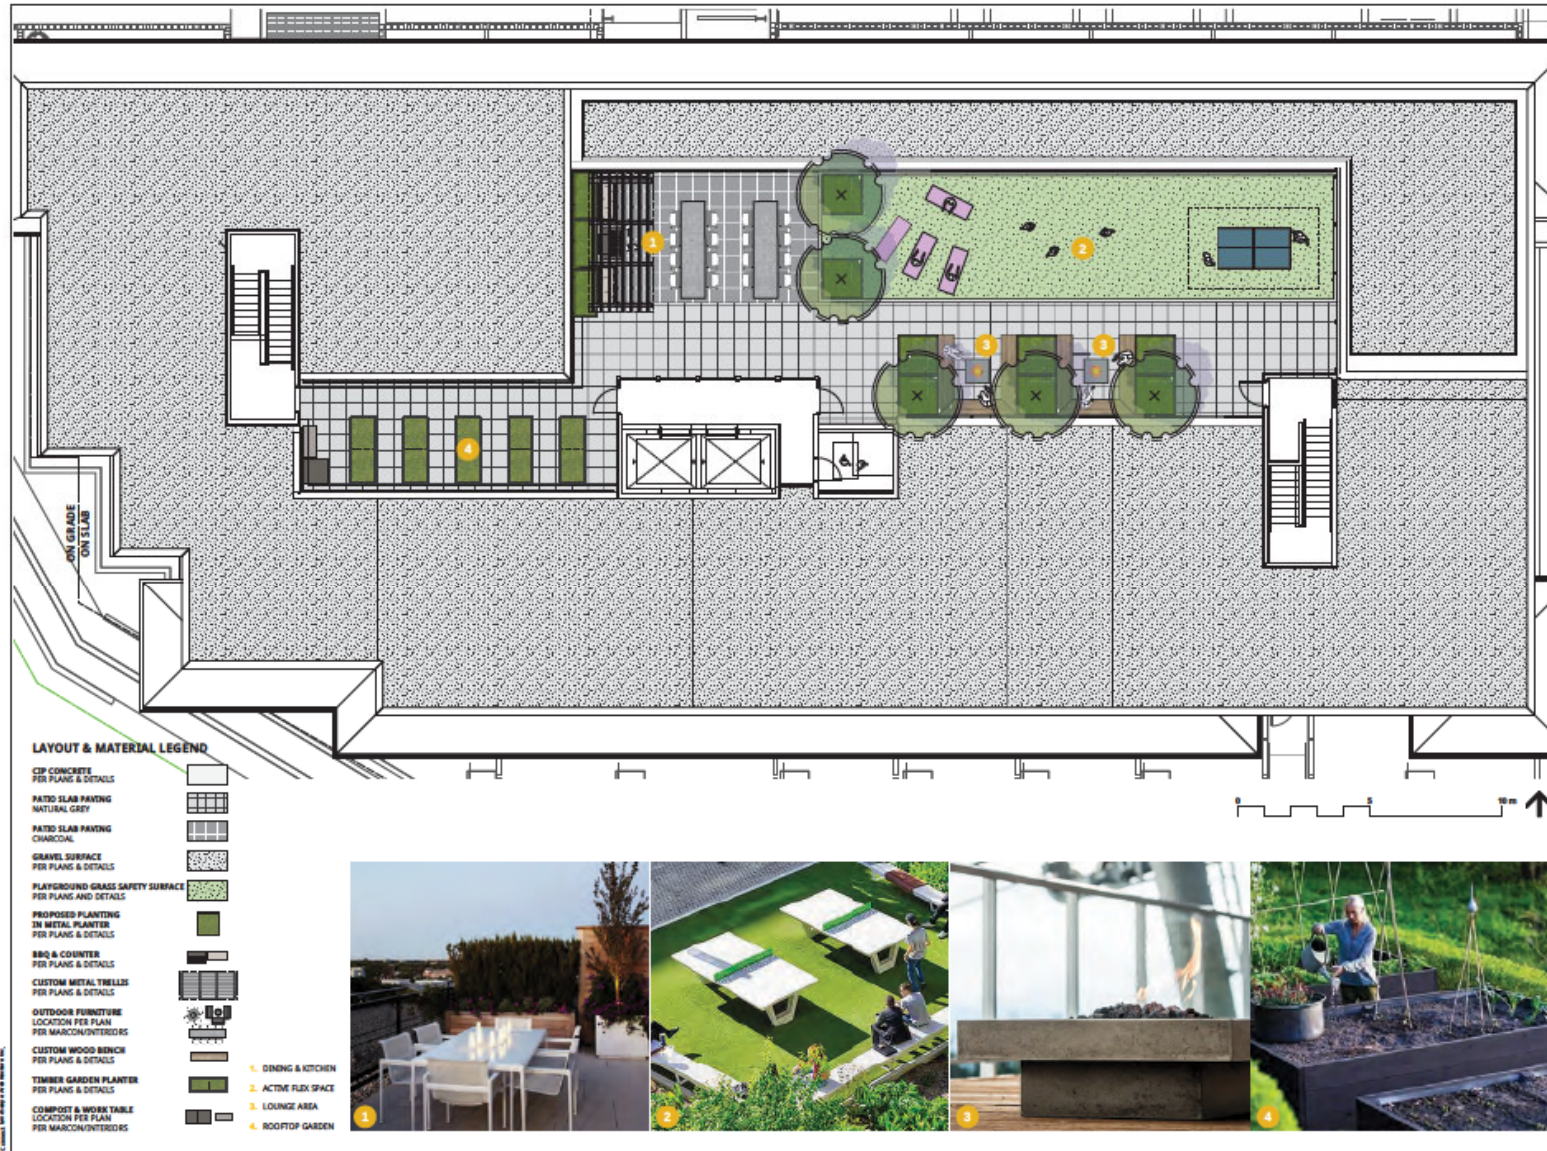 1
2
3
3
4
ON GRADE
ON SLAB
LAYOUT & MATERIAL LEGEND
CIP CONCRETE
PER PLANS & DETAILS
PATIO SLAB PAVING
NATURAL GREY
PATIO SLAB PAVING
CHARCOAL
GRAVEL SURFACE
PER PLANS & DETAILS
PLAYGROUND GRASS SAFETY SURFACE
PER PLANS AND DETAILS
PROPOSED PLANTING
IN METAL PLANTER
PER PLANS & DETAILS
BBQ & COUNTER
PER PLANS & DETAILS
CUSTOM METAL TRELLIS
PER PLANS & DETAILS
OUTDOOR FURNITURE
LOCATION PER PLAN
PER MARCON/INTERIORS
CUSTOM WOOD BENCH
PER PLANS & DETAILS
TIMBER GARDEN PLANTER
PER PLANS & DETAILS
COMPOST & WORK TABLE
LOCATION PER PLAN
PER MARCON/INTERIORS
1. DINING & KITCHEN
2. ACTIVE FLEX SPACE
3. LOUNGE AREA
4. ROOFTOP GARDEN
0 5 10 m
1
2
3
4